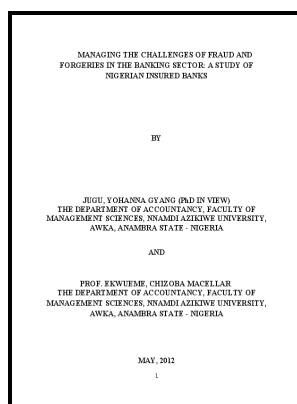 MANAGING THE CHALLENGES OF FRAUD AND
FORGERIES IN THE BANKING SECTOR: A STUDY OF
NIGERIAN INSURED BANKS
BY
JUGU, YOHANNA GYANG (PhD IN VIEW)
THE DEPARTMENT OF ACCOUNTANCY, FACULTY OF
MANAGEMENT SCIENCES, NNAMDI AZIKIWE UNIVERSITY,
AWKA, ANAMBRA STATE - NIGERIA
AND
PROF. EKWUEME, CHIZOBA MACELLAR
THE DEPARTMENT OF ACCOUNTANCY, FACULTY OF
MANAGEMENT SCIENCES, NNAMDI AZIKIWE UNIVERSITY,
AWKA, ANAMBRA STATE - NIGERIA
MAY, 2012
1